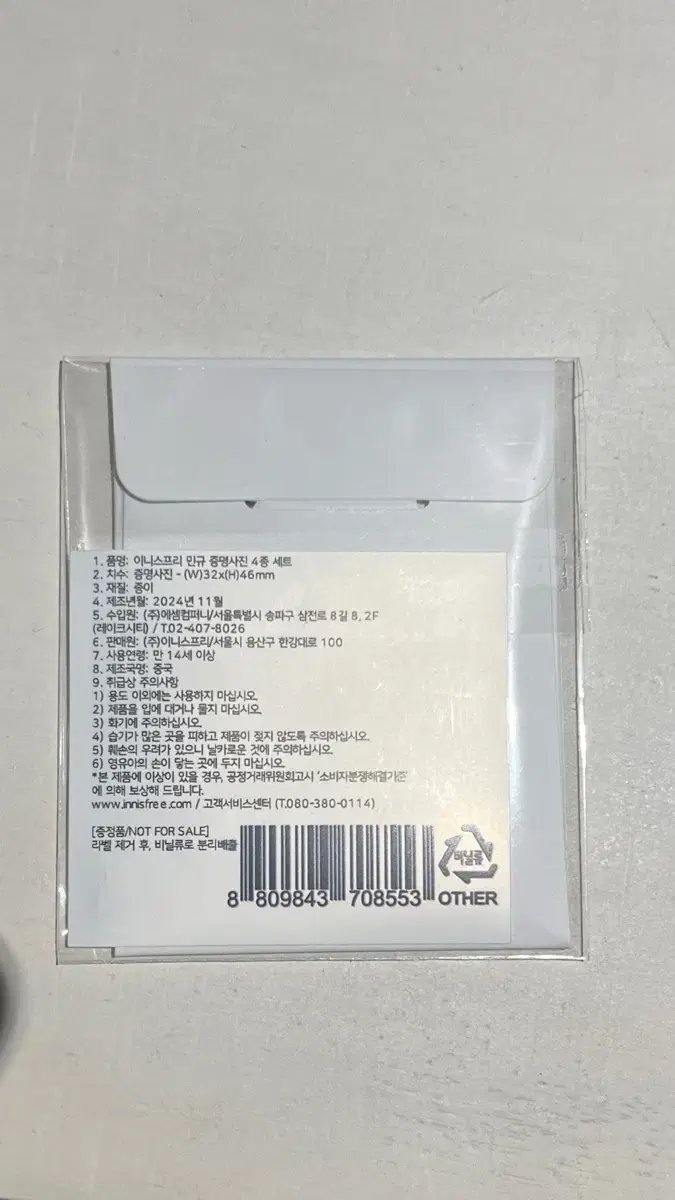 1. 품명: 이니스프리 민규 증명사진 4종 세트
2. 치수: 증명사진 - (W)32x(H)46mm
3. 재질: 종이
4. 제조년월: 2024년 11월
5. 수입원: (주)에셈컴퍼니/서울특별시 송파구 삼전로 8길 8, 2F
(레이크시티) / T.02-407-8026
6. 판매원: (주)이니스프리/서울시 용산구 한강대로 100
7. 사용연령: 만 14세 이상
8. 제조국명: 중국
9. 취급상 주의사항
1) 용도 이외에는 사용하지 마십시오.
2) 제품을 입에 대거나 물지 마십시오.
3) 화기에 주의하십시오.
4) 습기가 많은 곳을 피하고 제품이 젖지 않도록 주의하십시오.
5) 훼손의 우려가 있으니 날카로운 것에 주의하십시오.
6) 영유아의 손이 닿는 곳에 두지 마십시오.
*본 제품에 이상이 있을 경우, 공정거래위원회고시 '소비자분쟁해결기준'
에 의해 보상해 드립니다.
www.innisfree.com / 고객서비스센터 (T.080-380-0114)
[증정품/NOT FOR SALE]
라벨 제거 후, 비닐류로 분리배출
비닐류
8 809843 708553 OTHER